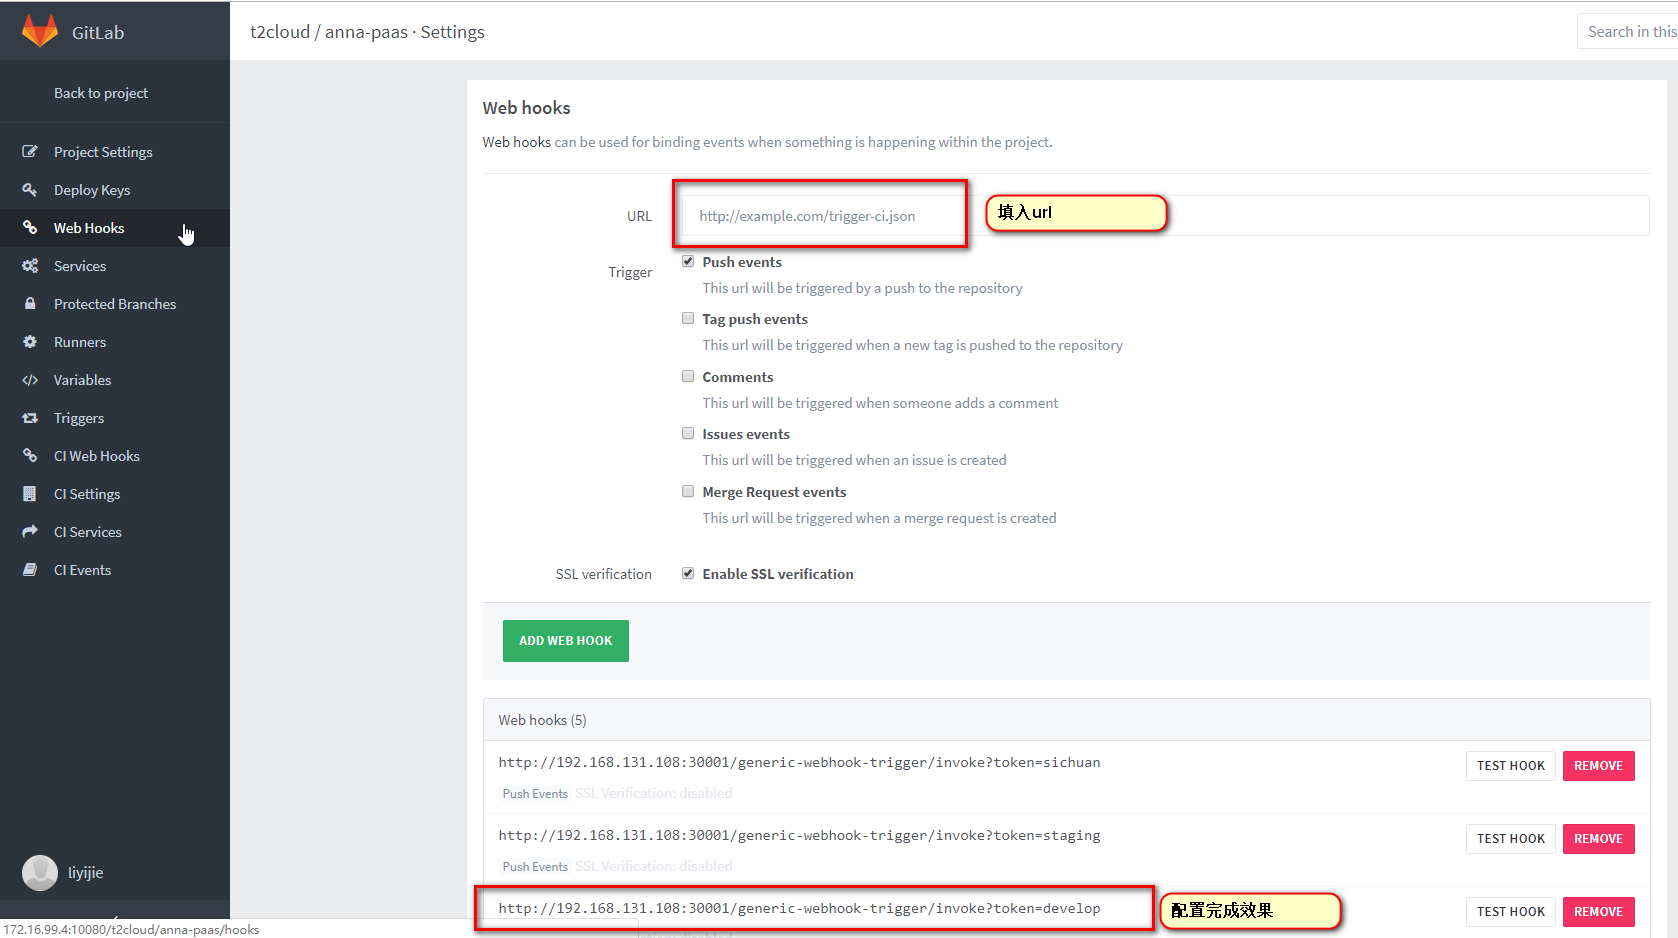 GitLab
t2cloud / anna-paas · Settings
Search in this
Back to project
Project Settings
Deploy Keys
Web Hooks
Services
Protected Branches
Runners
Variables
Triggers
CI Web Hooks
CI Settings
CI Services
CI Events
liyijie
172.16.99.4:10080/t2cloud/anna-paas/hooks
Web hooks
Web hooks can be used for binding events when something is happening within the project.
URL
http://example.com/trigger-ci.json
填入url
Trigger
Push events
This url will be triggered by a push to the repository
Tag push events
This url will be triggered when a new tag is pushed to the repository
Comments
This url will be triggered when someone adds a comment
Issues events
This url will be triggered when an issue is created
Merge Request events
This url will be triggered when a merge request is created
SSL verification
Enable SSL verification
ADD WEB HOOK
Web hooks (5)
http://192.168.131.108:30001/generic-webhook-trigger/invoke?token=sichuan
TEST HOOK
REMOVE
Push Events SSL Verification: disabled
http://192.168.131.108:30001/generic-webhook-trigger/invoke?token=staging
TEST HOOK
REMOVE
Push Events SSL Verification: disabled
http://192.168.131.108:30001/generic-webhook-trigger/invoke?token=develop
配置完成效果
TEST HOOK
REMOVE